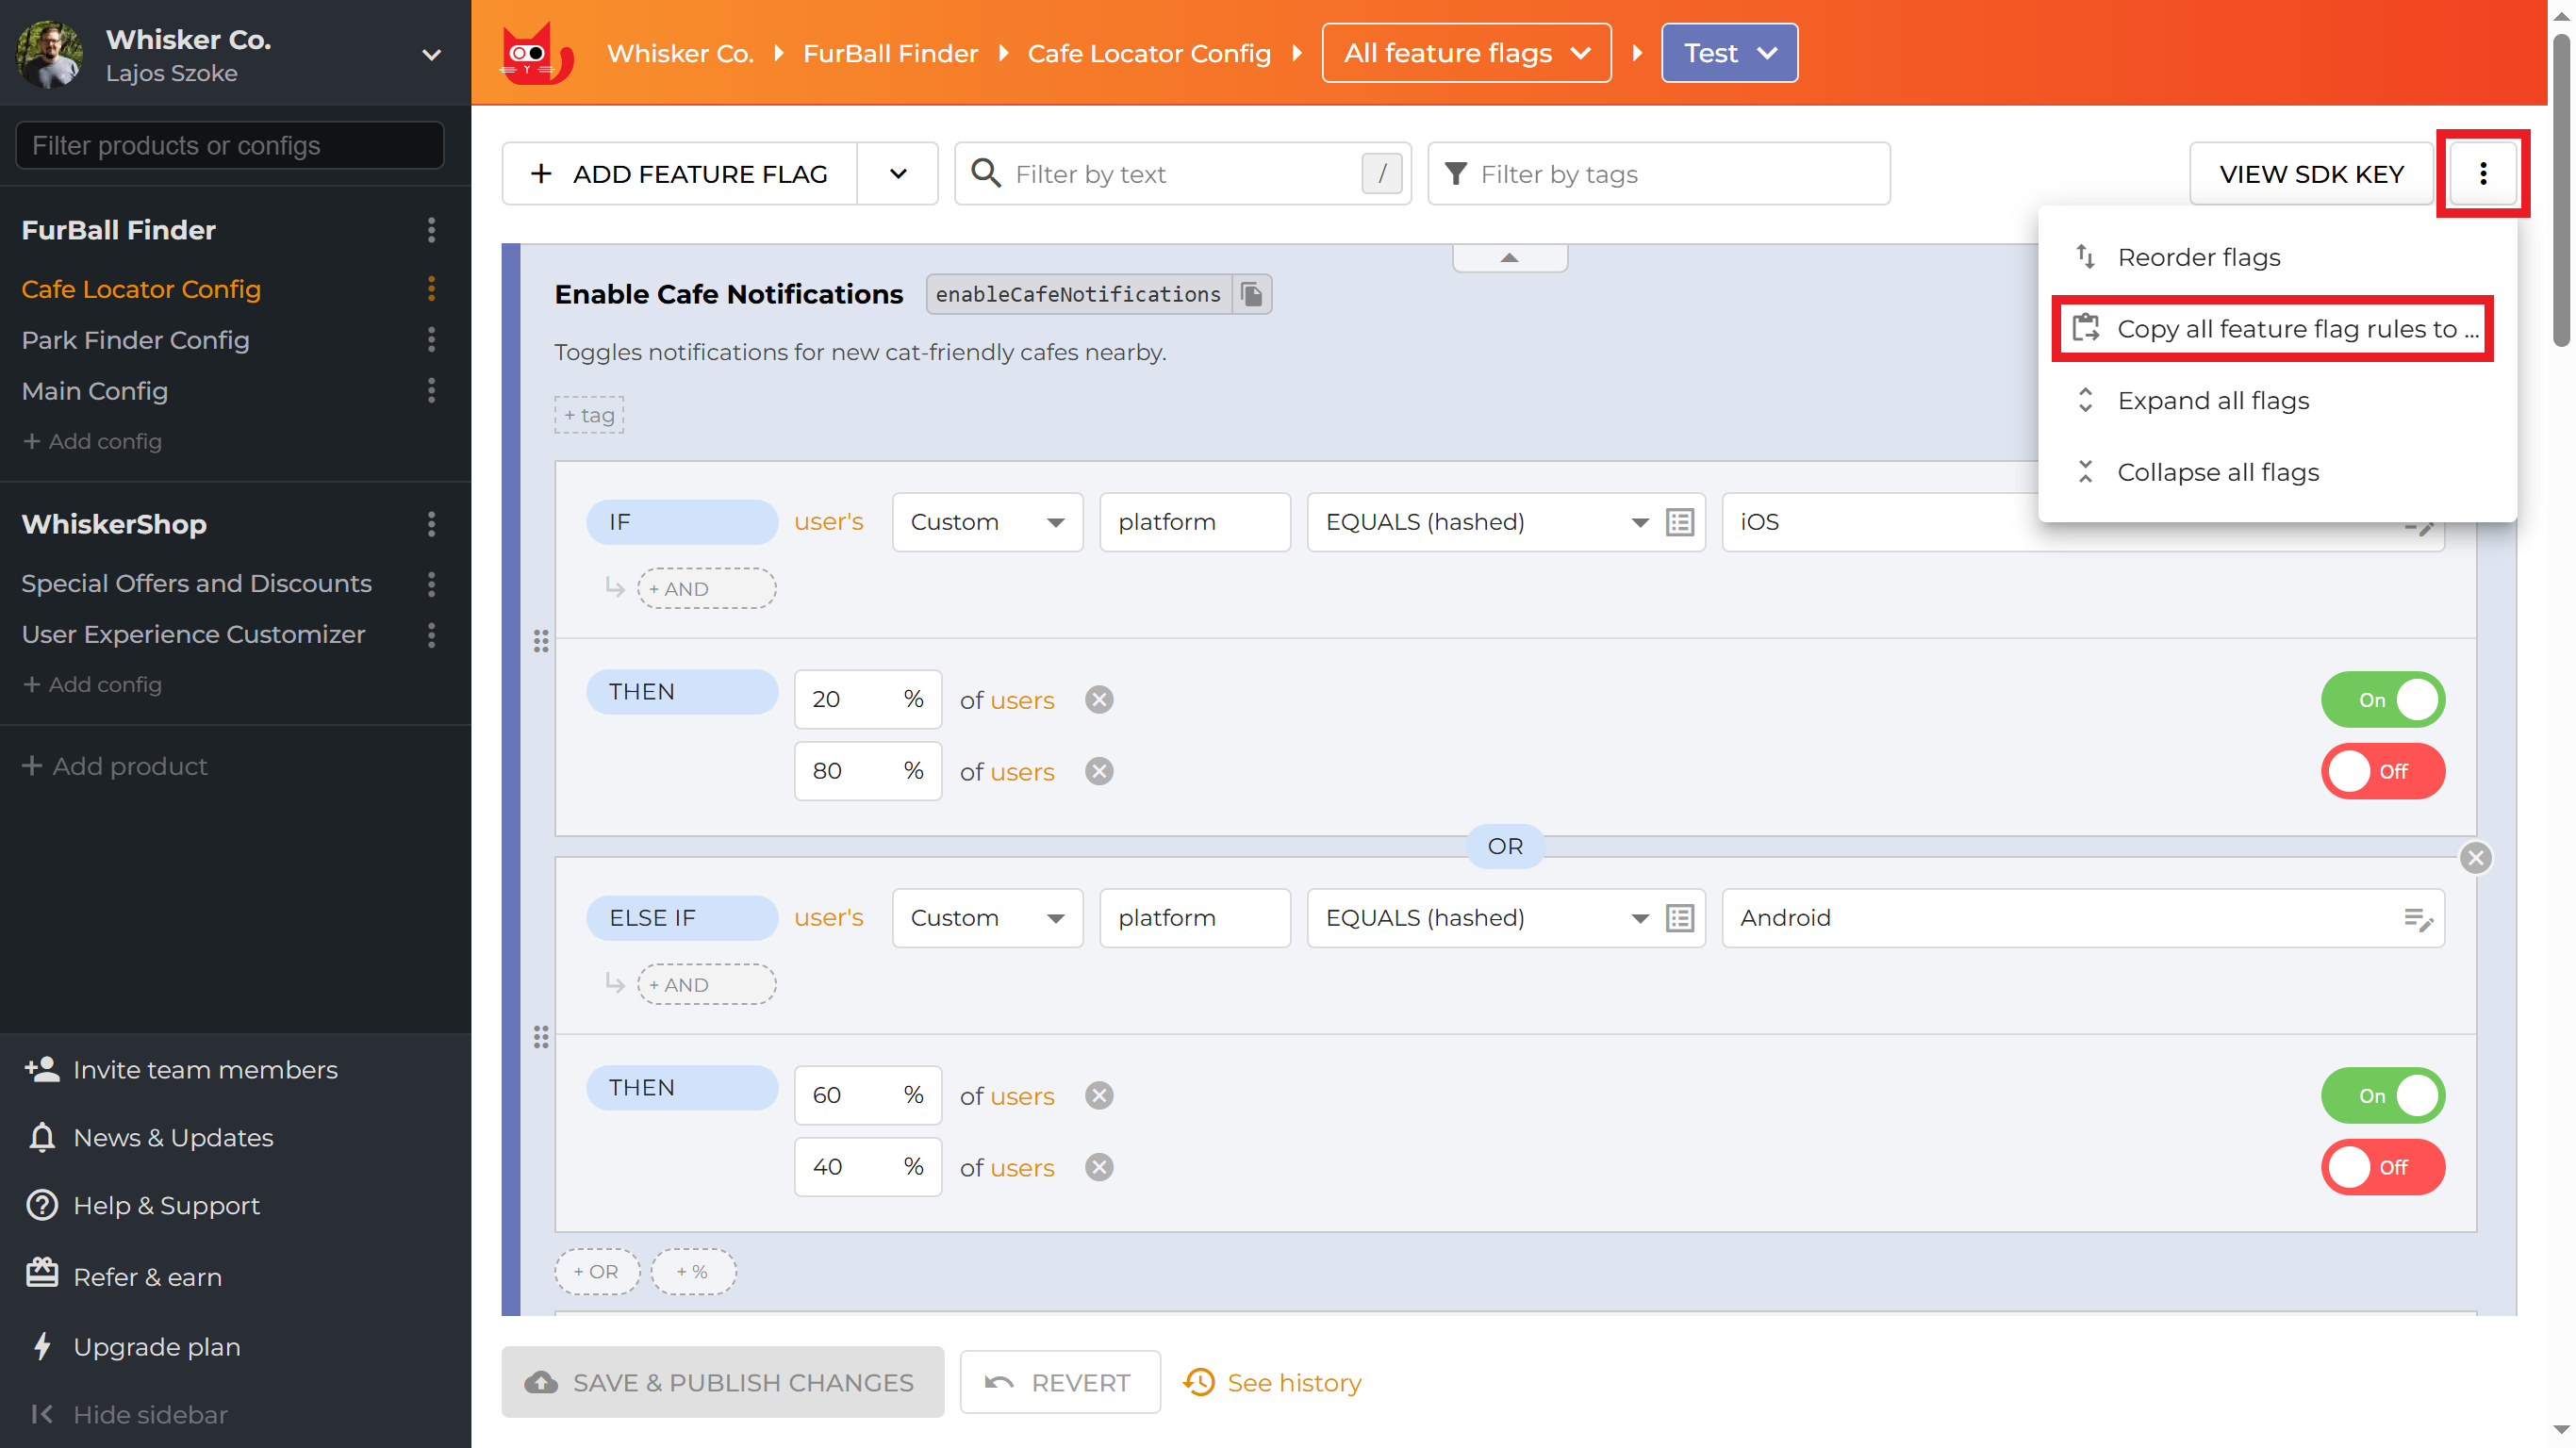 Whisker Co.
Lajos Szoke
Filter products or configs
FurBall Finder
Cafe Locator Config
Park Finder Config
Main Config
+ Add config
WhiskerShop
Special Offers and Discounts
User Experience Customizer
+ Add config
+ Add product
Invite team members
News & Updates
Help & Support
Refer & earn
Upgrade plan
Hide sidebar
Whisker Co. FurBall Finder Cafe Locator Config All feature flags Test
+ ADD FEATURE FLAG Filter by text / Filter by tags VIEW SDK KEY
Reorder flags
Copy all feature flag rules to ...
Expand all flags
Collapse all flags
Enable Cafe Notifications enableCafeNotifications
Toggles notifications for new cat-friendly cafes nearby.
+ tag
IF user's Custom platform EQUALS (hashed) iOS
+ AND
THEN 20 % of users On
80 % of users Off
OR
ELSE IF user's Custom platform EQUALS (hashed) Android
+ AND
THEN 60 % of users On
40 % of users Off
+ OR + %
SAVE & PUBLISH CHANGES REVERT See history